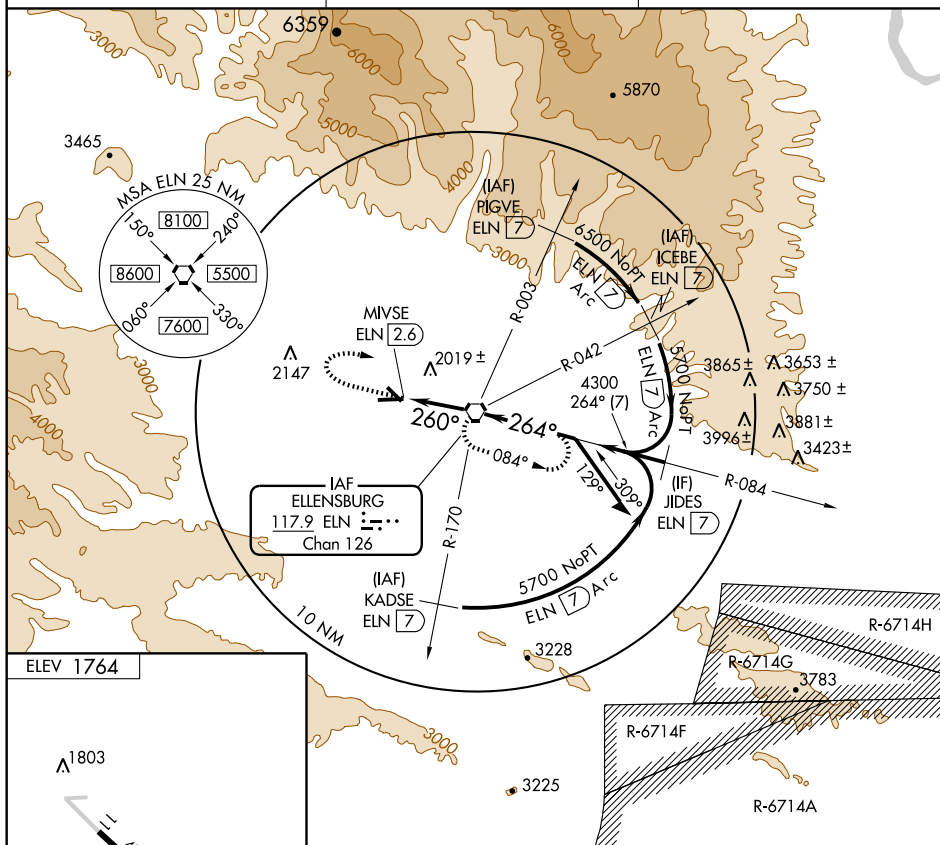 6359
3000
6000
6000
5870
5000
3465
4000
3000
MSA ELN 25 NM
150°
8100
240°
8600
5500
060°
7600
330°
(IAF)
PIGVE
ELN 7
6500 NoPT
ELN 7 Arc
3000
(IAF)
ICEBE
ELN 7
R-003
R-042
MIVSE
ELN 2.6
2147
2019 ±
5700 NoPT
ELN 7 Arc
3865 ±
3653 ±
3750 ±
3996 ±
3881 ±
3423 ±
4300
264° (7)
260°
264°
084°
129°
309°
R-084
(IF)
JIDES
ELN 7
IAF
ELLENSBURG
117.9 ELN
Chan 126
R-170
(IAF)
KADSE
ELN 7
5700 NoPT
ELN 7 Arc
10 NM
3000
3000
3228
R-6714H
R-6714G
3783
R-6714F
R-6714A
3225
3000
ELEV 1764
1803
11